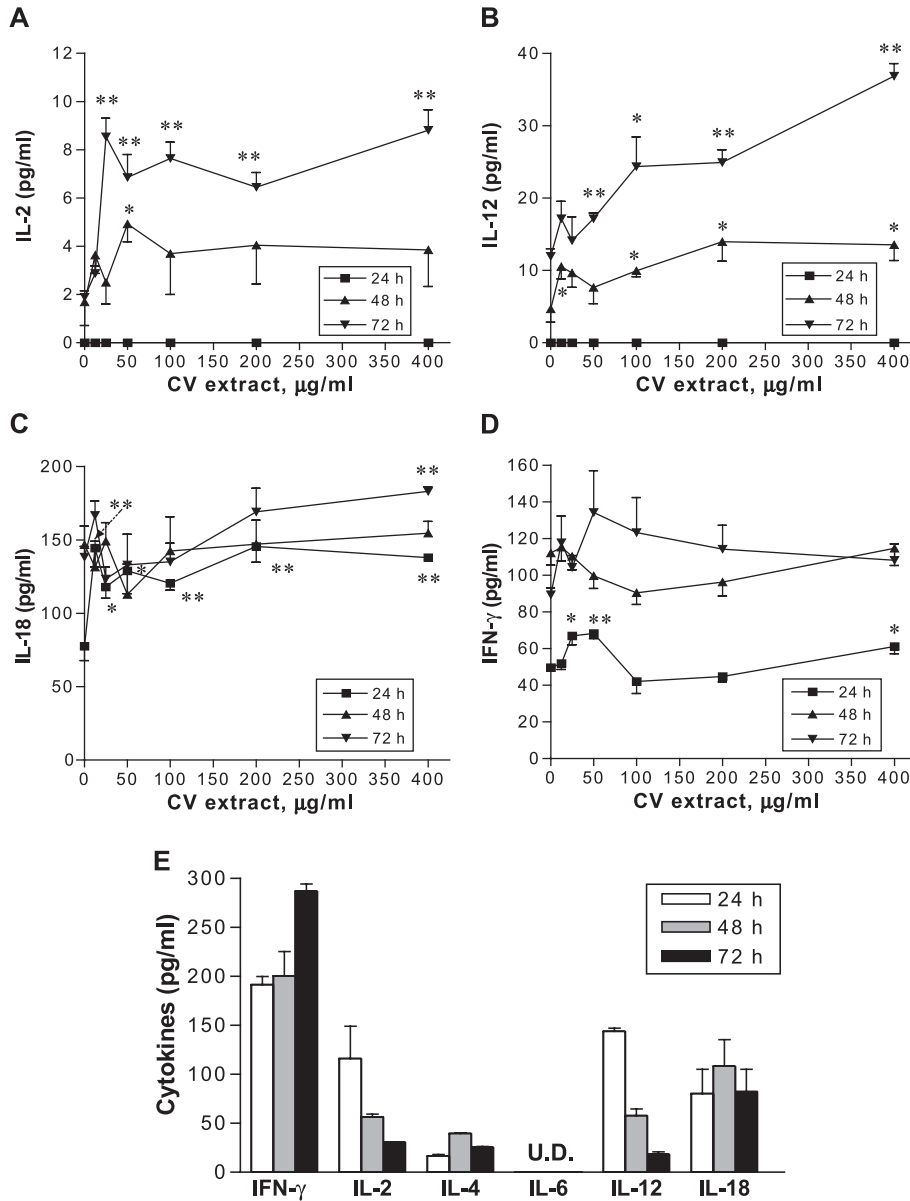 A
12
10
8
6
4
2
0
IL-2 (pg/ml)
** ** ** ** ** *
24 h
48 h
72 h
0 50 100 150 200 250 300 350 400
CV extract, μg/ml
B
40
30
20
10
0
IL-12 (pg/ml)
** * ** ** * * * *
24 h
48 h
72 h
0 50 100 150 200 250 300 350 400
CV extract, μg/ml
C
200
150
100
50
0
IL-18 (pg/ml)
** ** * * ** ** **
24 h
48 h
72 h
0 50 100 150 200 250 300 350 400
CV extract, μg/ml
D
160
140
120
100
80
60
40
20
0
IFN-γ (pg/ml)
* ** *
24 h
48 h
72 h
0 50 100 150 200 250 300 350 400
CV extract, μg/ml
E
300
250
200
150
100
50
0
Cytokines (pg/ml)
24 h
48 h
72 h
U.D.
IFN-γ IL-2 IL-4 IL-6 IL-12 IL-18